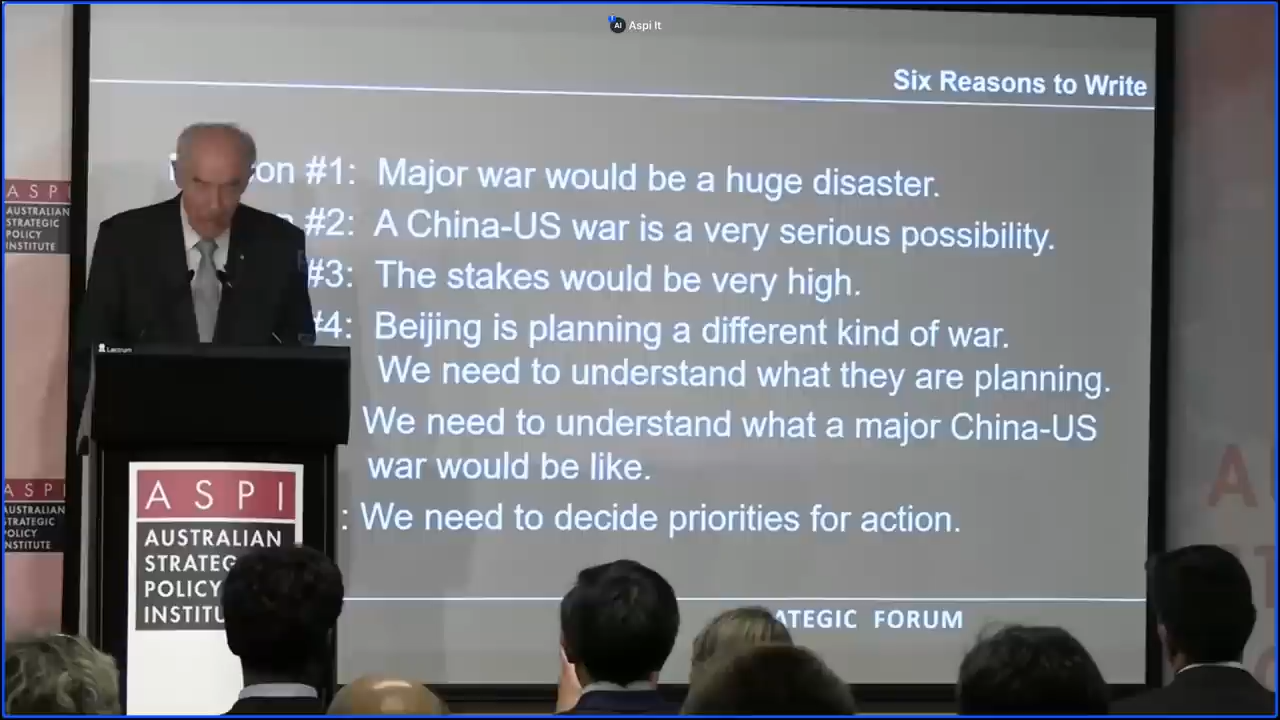 AI Aspi It
Six Reasons to Write
#1: Major war would be a huge disaster.
#2: A China-US war is a very serious possibility.
#3: The stakes would be very high.
#4: Beijing is planning a different kind of war.
We need to understand what they are planning.
We need to understand what a major China-US
war would be like.
: We need to decide priorities for action.
FORUM
Lectrum
ASPI
AUSTRALIAN
STRATEGIC
POLICY
INSTITUTE
ASPI
AUSTRALIAN
STRATEGIC
POLICY
INSTITUTE
ASPI
AUSTRALIAN
POLICY